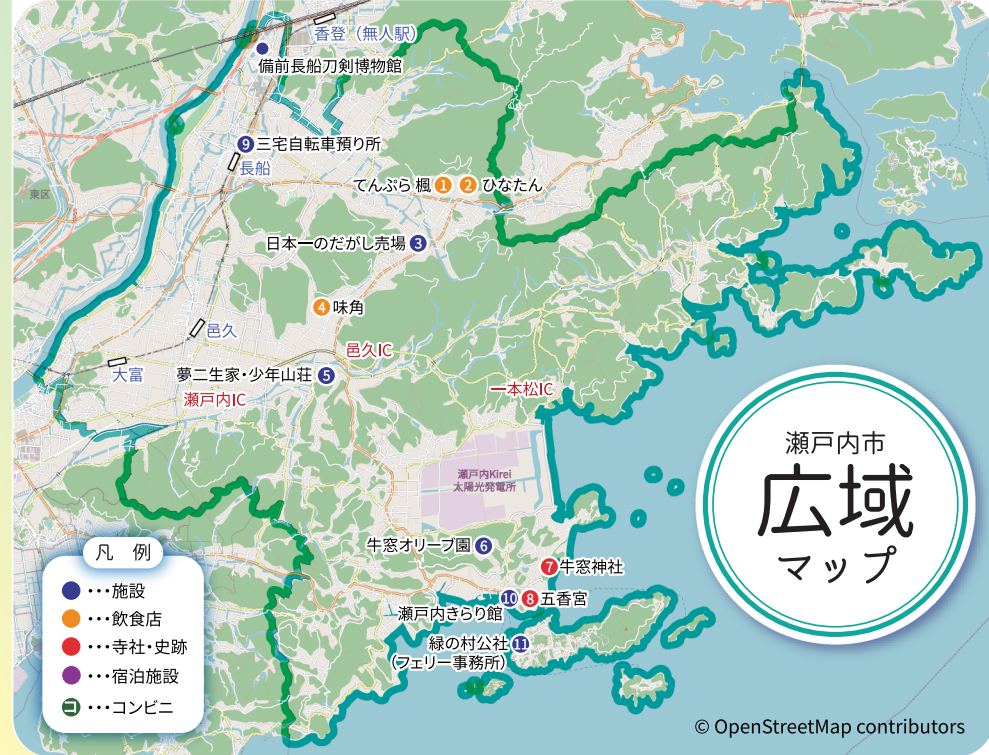 香登（無人駅）
備前長船刀剣博物館
9 三宅自転車預り所
長船
東区
てんぷら 楓 1 2 ひなたん
日本一のだがし売場 3
4 味角
邑久
邑久IC
大富
夢二生家・少年山荘 5
瀬戸内IC
一本松IC
瀬戸内市
広域
マップ
瀬戸内Kirei
太陽光発電所
牛窓オリーブ園 6
7 牛窓神社
10 8 五香宮
瀬戸内きらり館
緑の村公社 11
（フェリー事務所）
凡 例
・・・施設
・・・飲食店
・・・寺社・史跡
・・・宿泊施設
コ ・・・コンビニ
© OpenStreetMap contributors